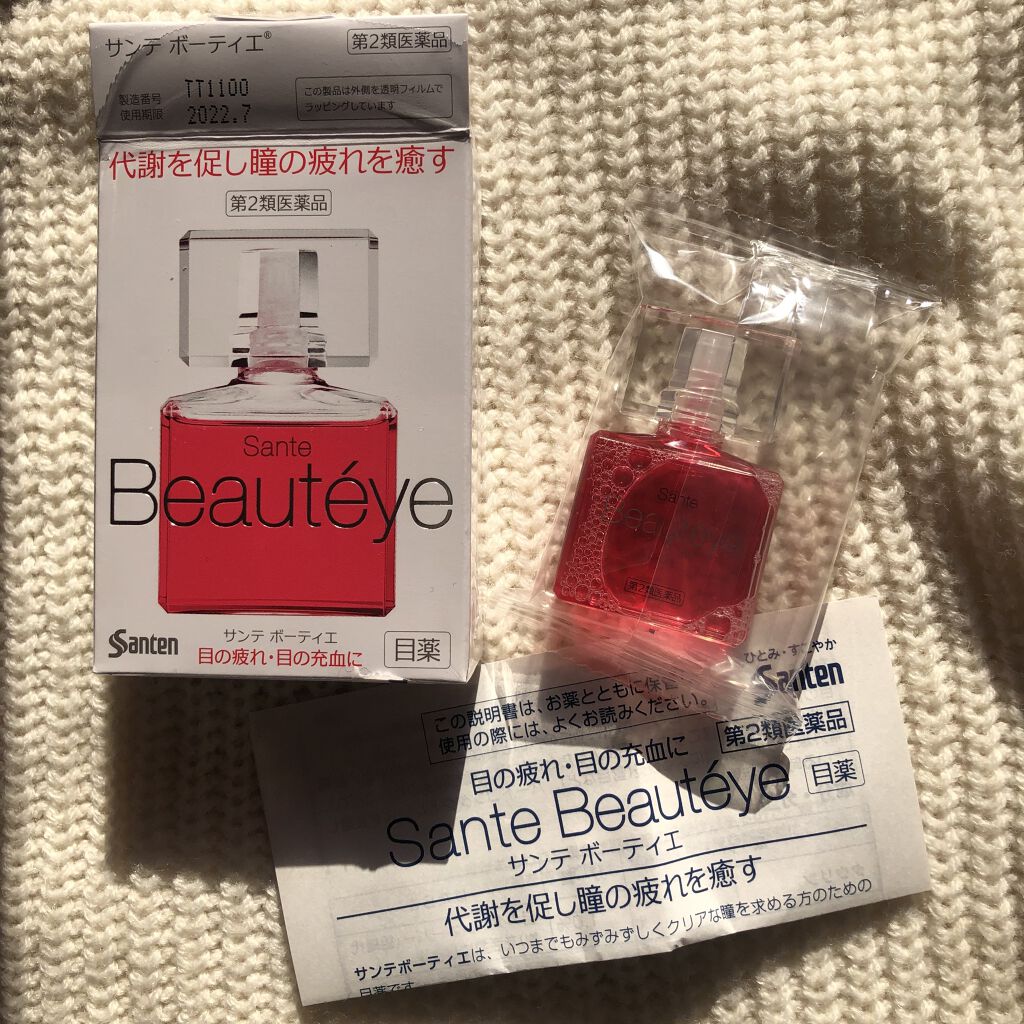 サンテ ボーティエ®
第2類医薬品
製造番号 TT1100
使用期限 2022.7
この製品は外側を透明フィルムで
ラッピングしています
代謝を促し瞳の疲れを癒す
第2類医薬品
Sante
Beautéye
Santen
サンテ ボーティエ
目の疲れ・目の充血に
目薬
Sante
Beautéye
第2類医薬品
ひとみ・すこやか
Santen
この説明書は、お薬とともに保管
使用の際には、よくお読みください。
第2類医薬品
目の疲れ・目の充血に
目薬
Sante Beautéye
サンテ ボーティエ
代謝を促し瞳の疲れを癒す
サンテボーティエは、いつまでもみずみずしくクリアな瞳を求める方のための
目薬です